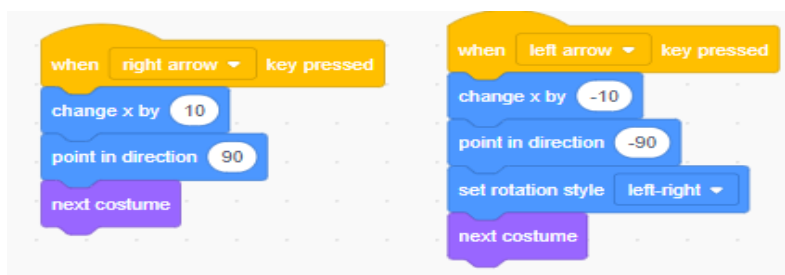 when right arrow key pressed
change x by 10
point in direction 90
next costume
when left arrow key pressed
change x by -10
point in direction -90
set rotation style left-right
next costume